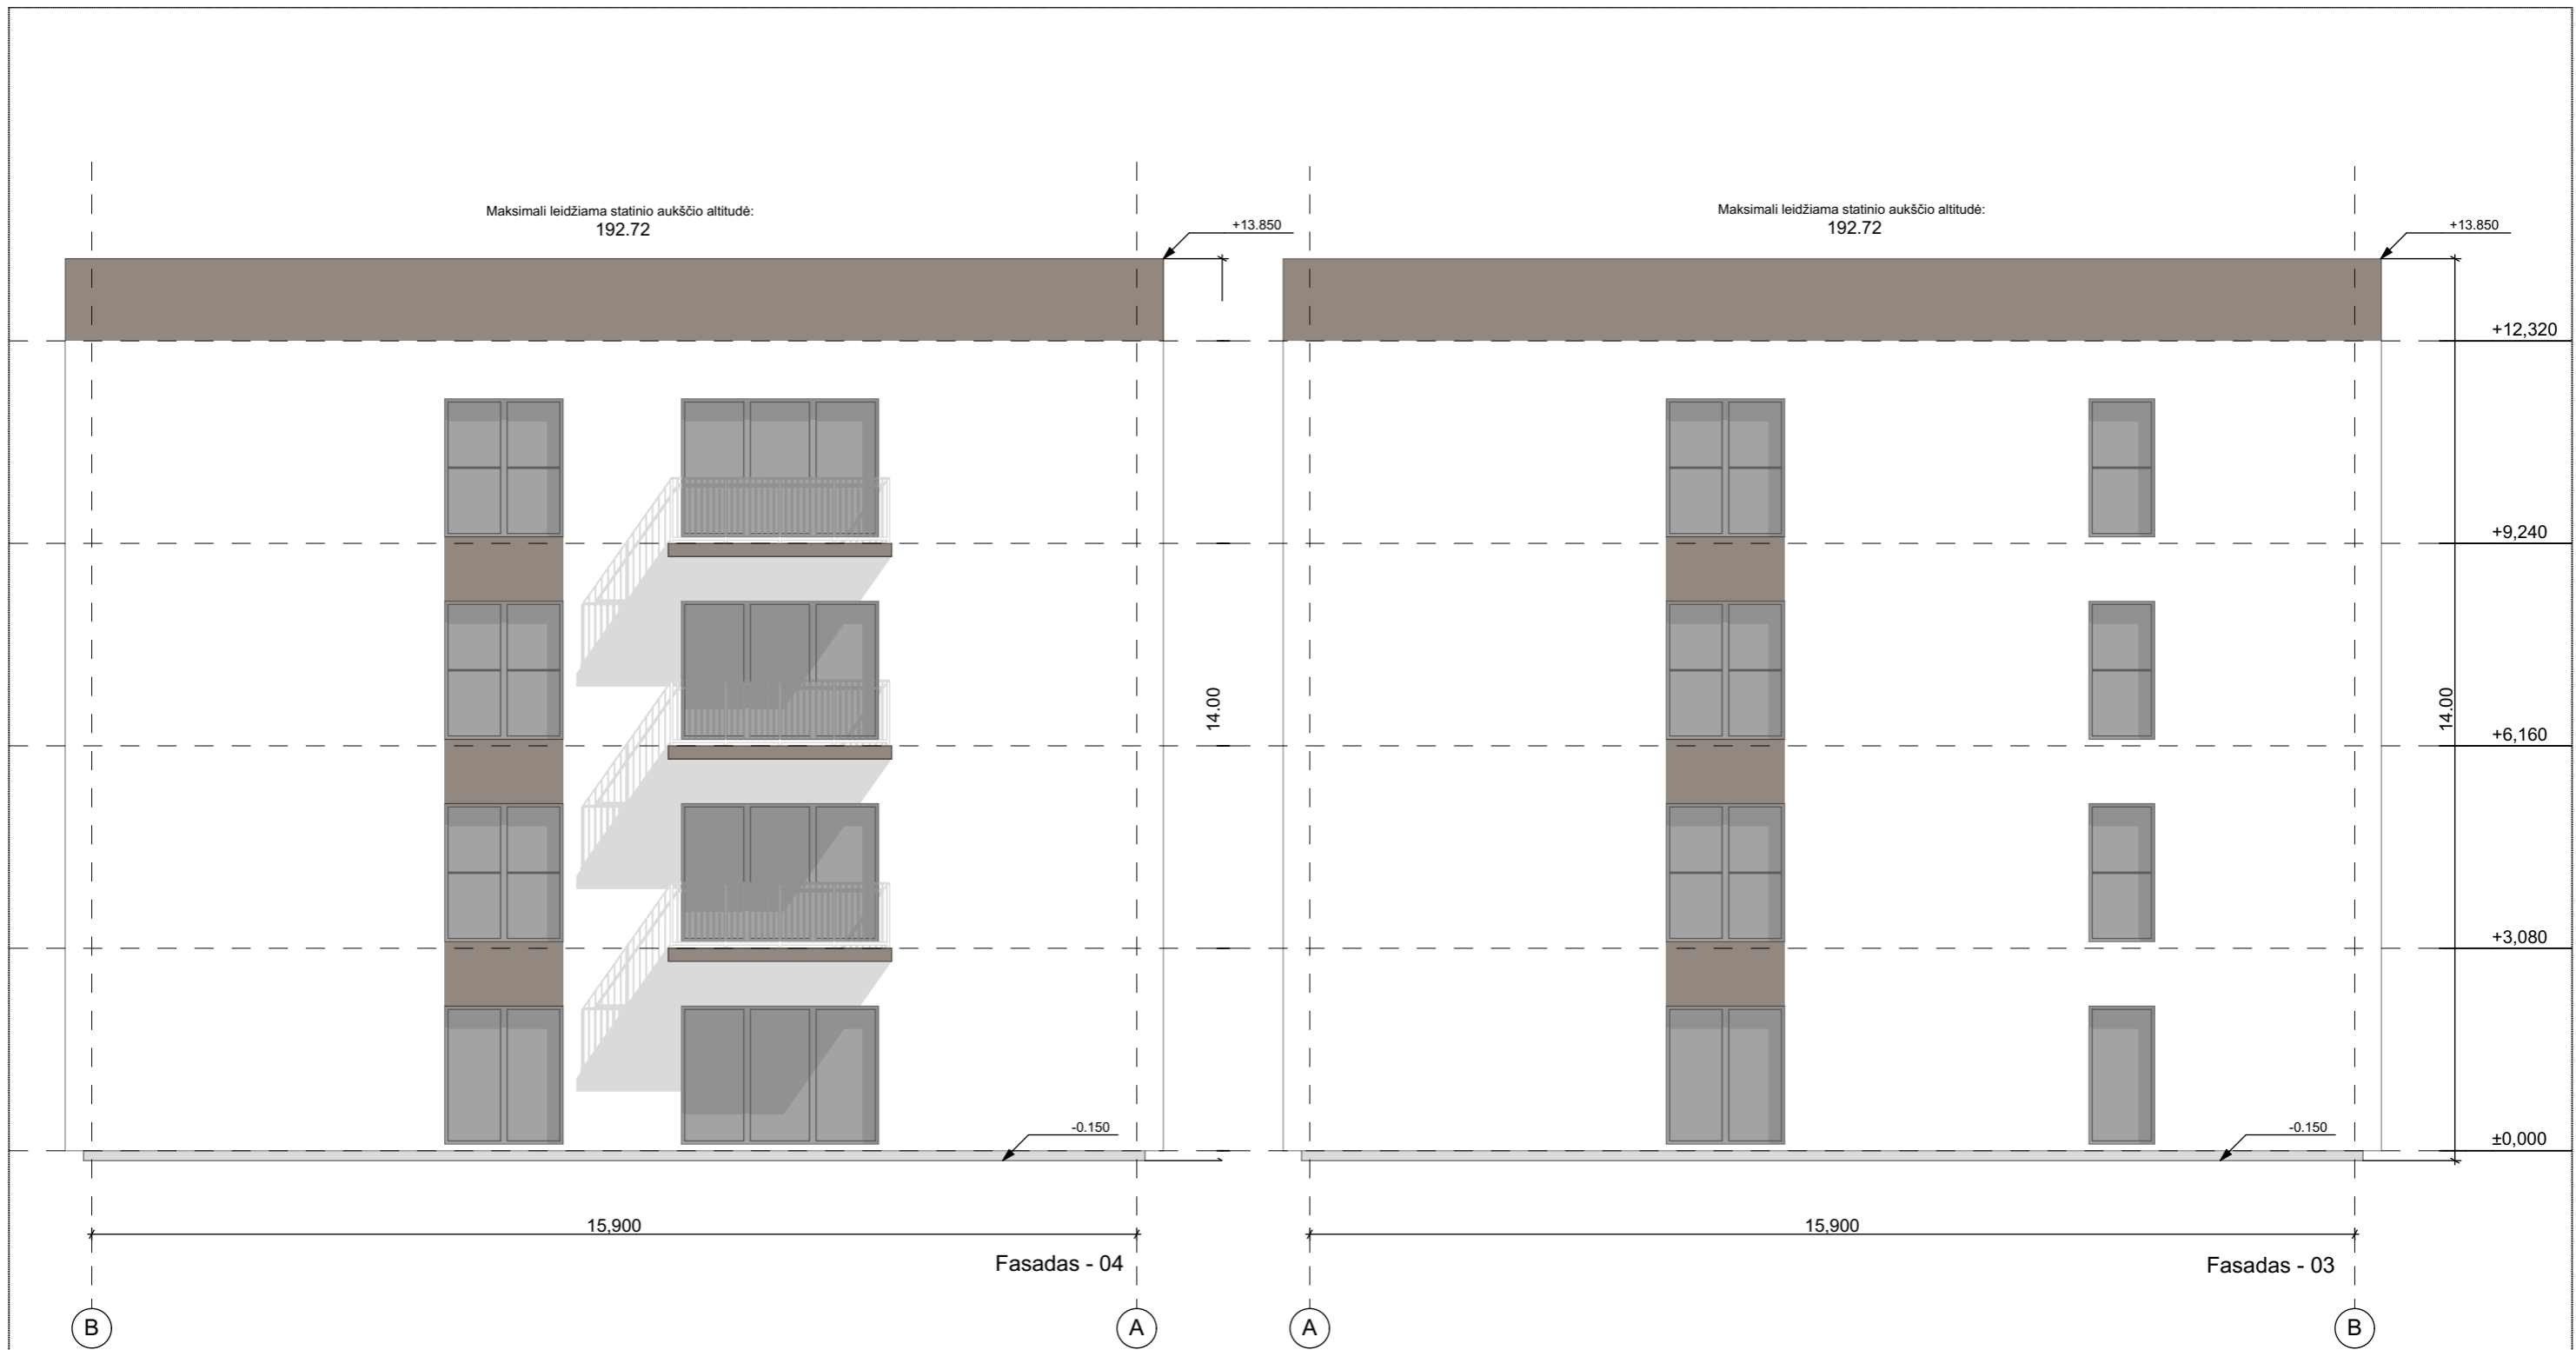 Maksimali leidžiama statinio aukščio altitudė:
192.72
+13.850
Maksimali leidžiama statinio aukščio altitudė:
192.72
+13.850
+12,320
+9,240
14.00
14.00
+6,160
+3,080
-0.150
-0.150
±0,000
15,900
15,900
Fasadas - 04
Fasadas - 03
B
A
A
B